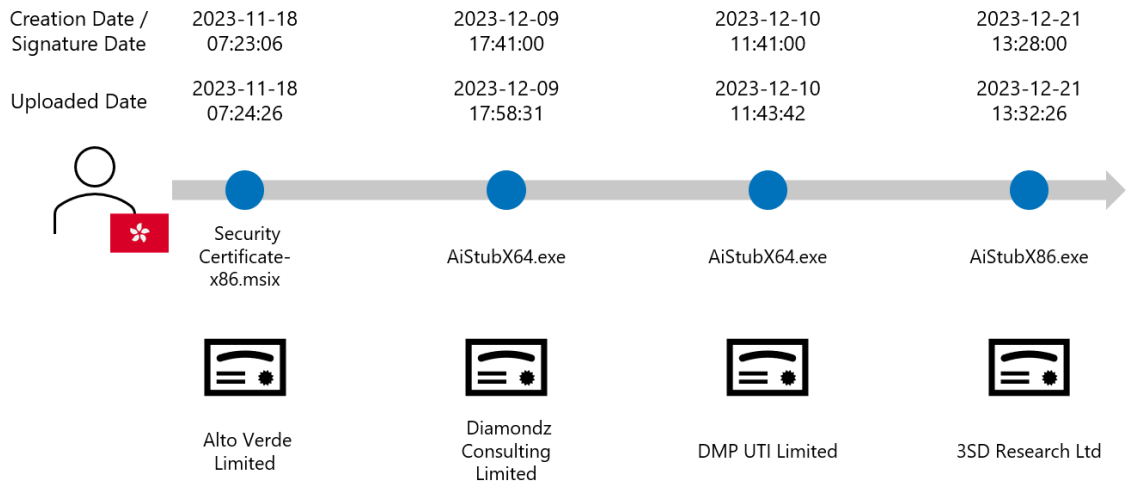 Creation Date /
Signature Date
2023-11-18
07:23:06
2023-12-09
17:41:00
2023-12-10
11:41:00
2023-12-21
13:28:00
Uploaded Date
2023-11-18
07:24:26
2023-12-09
17:58:31
2023-12-10
11:43:42
2023-12-21
13:32:26
Security
Certificate-
x86.msix
AiStubX64.exe
AiStubX64.exe
AiStubX86.exe
Alto Verde
Limited
Diamondz
Consulting
Limited
DMP UTI Limited
3SD Research Ltd